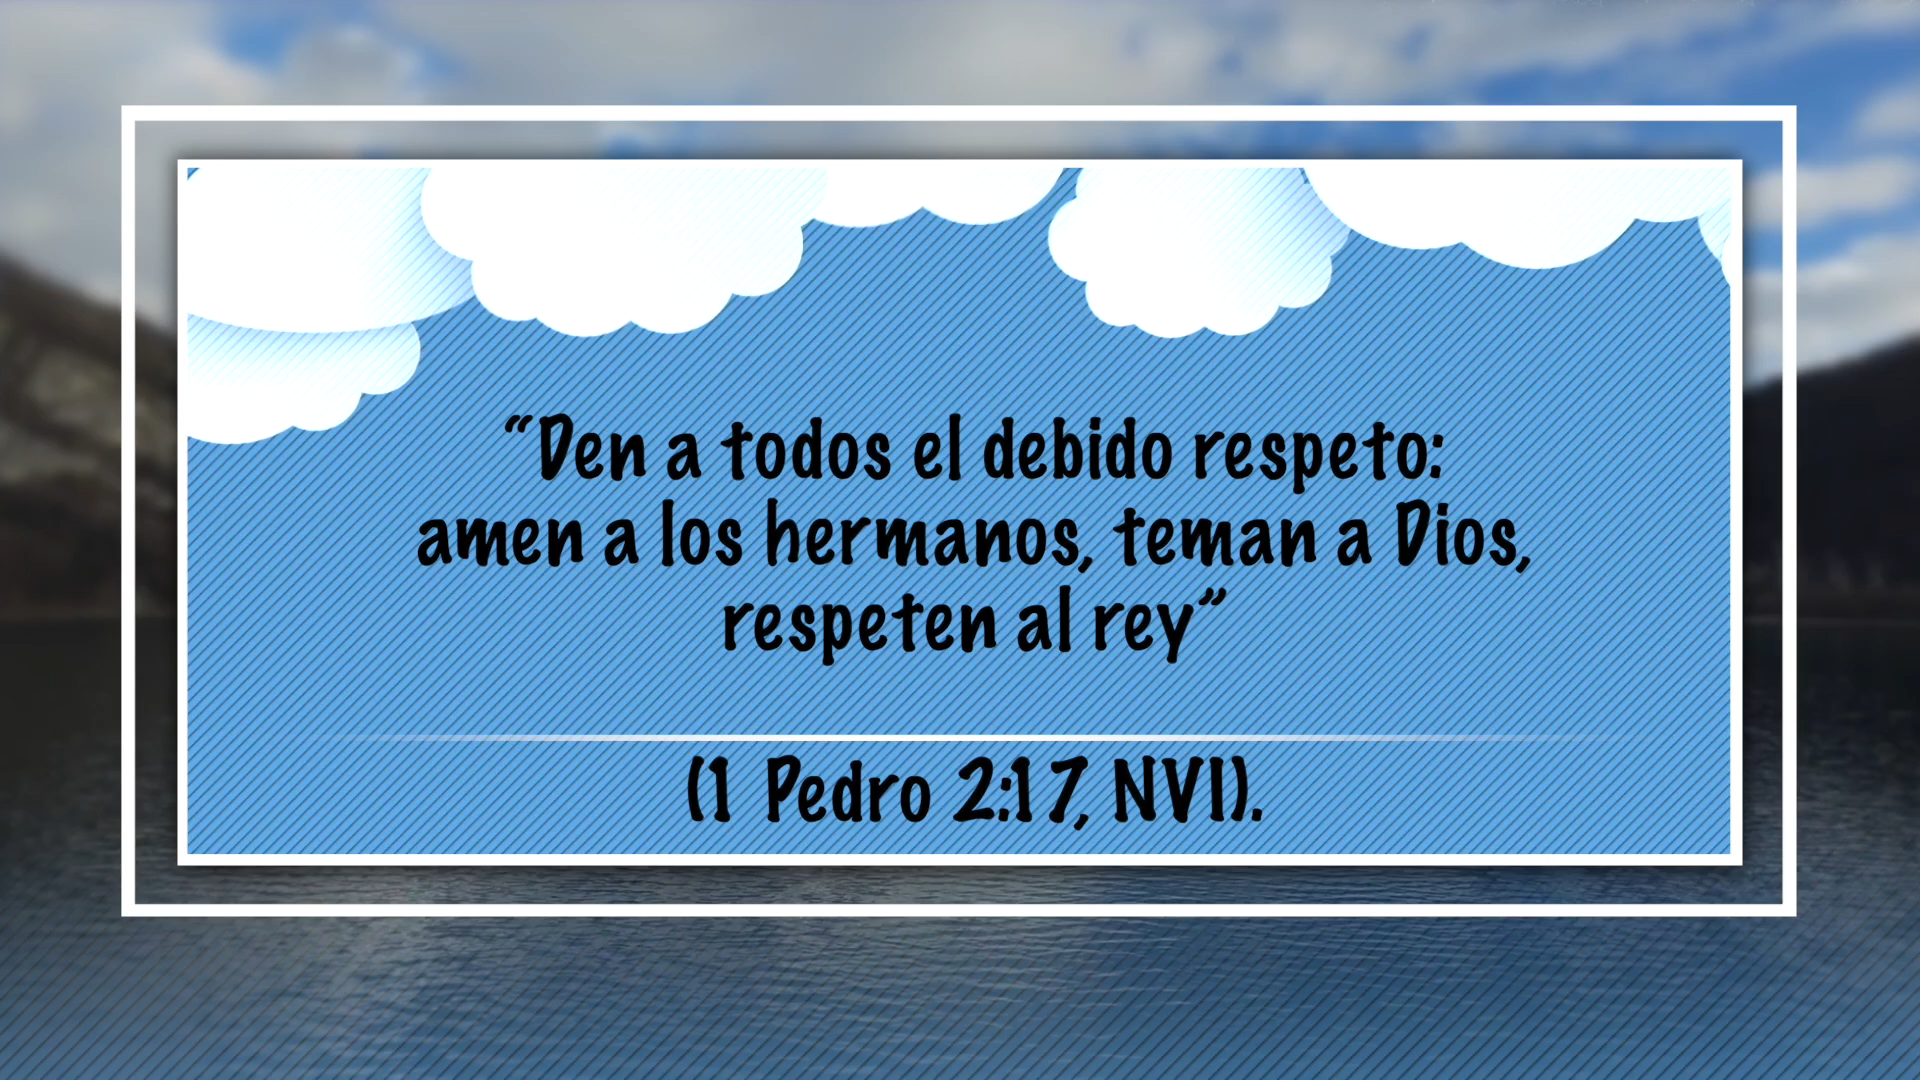 “Den a todos el debido respeto:
amen a los hermanos, teman a Dios,
respeten al rey”
(1 Pedro 2:17, NVI).